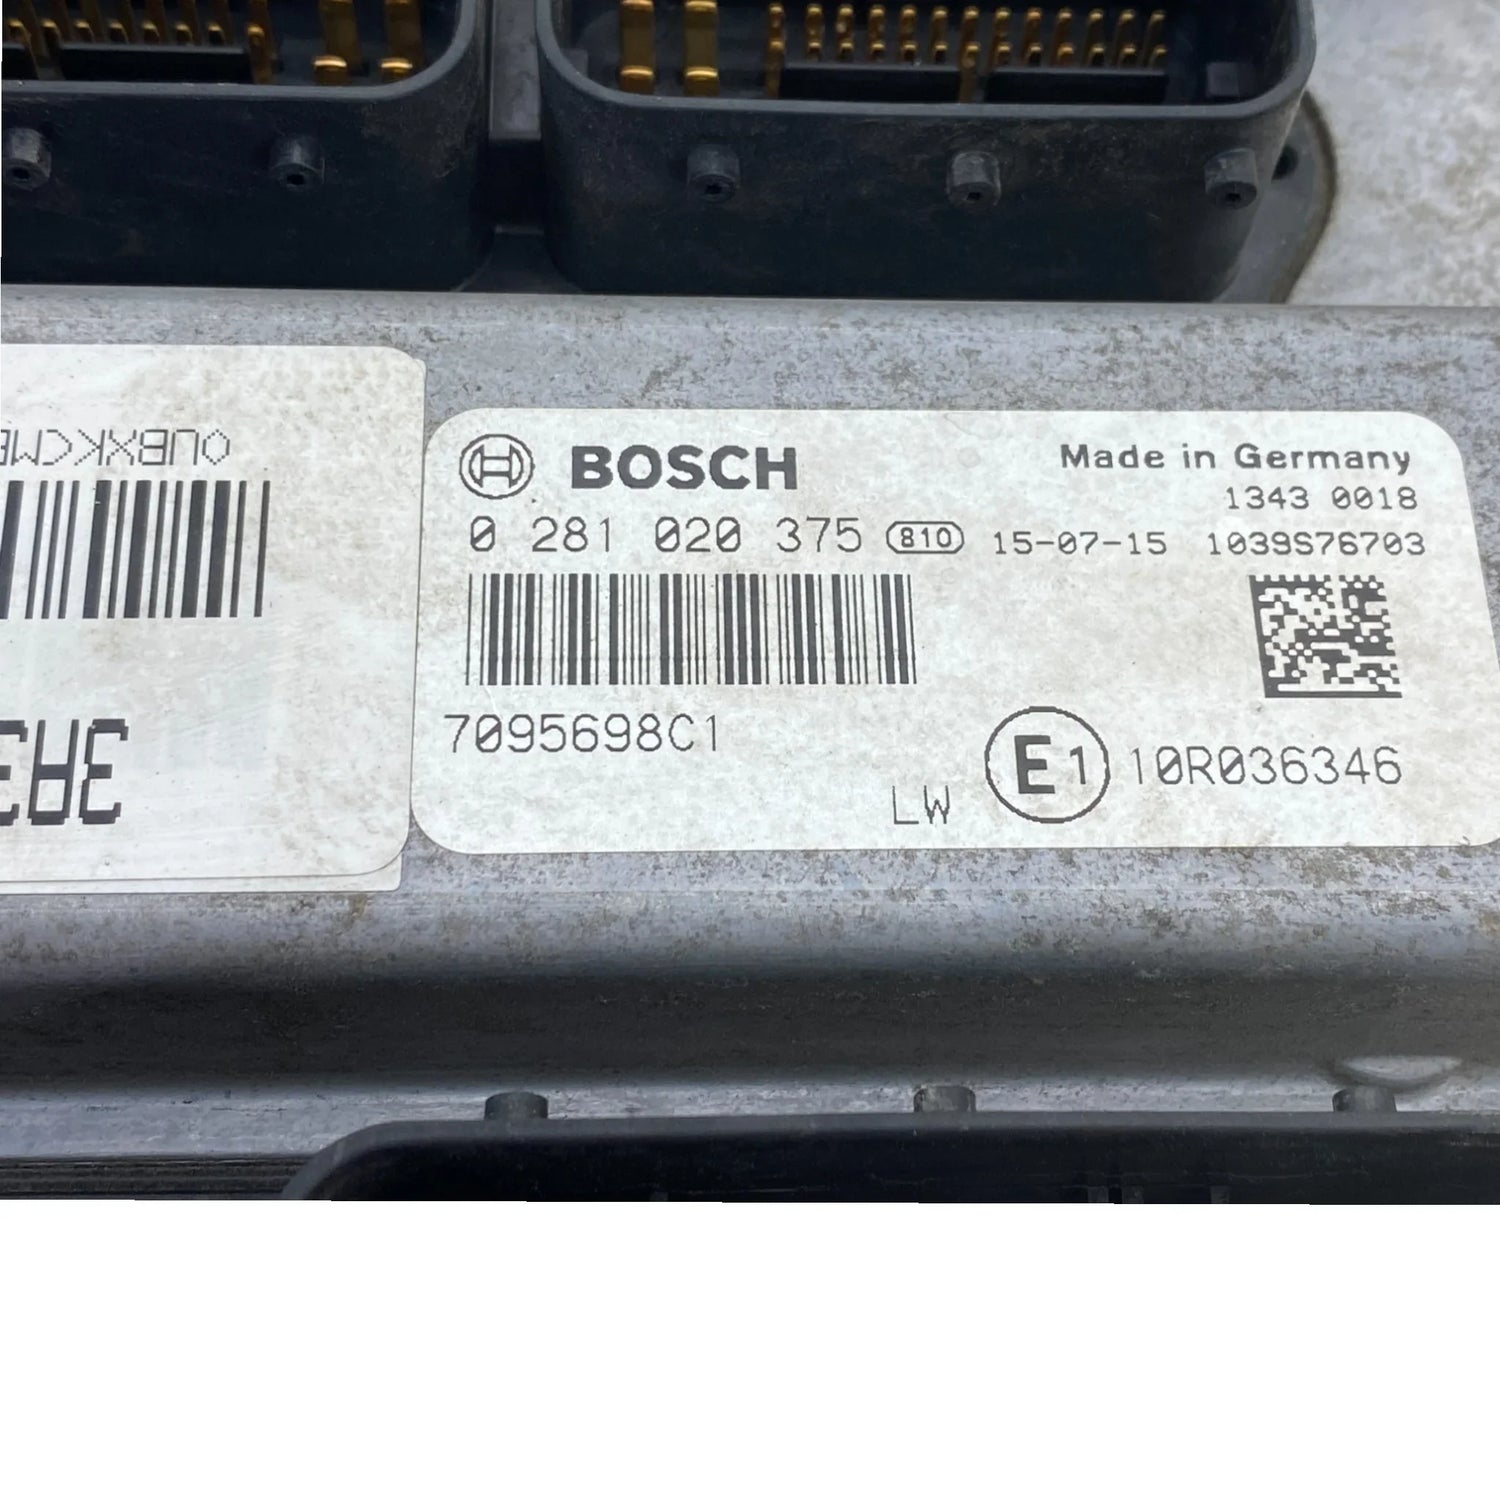 BOSCH
Made in Germany
1343 0018
0 281 020 375 810 15-07-15 1039S76703
7095698C1
LW
E1 10R036346